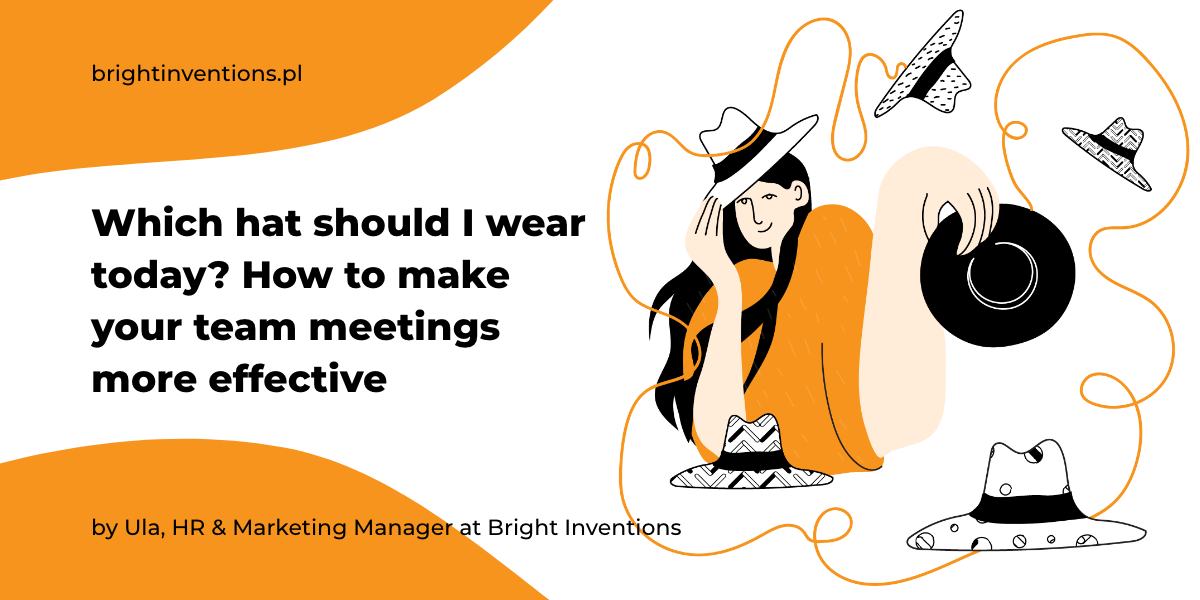 brightinventions.pl
Which hat should I wear
today? How to make
your team meetings
more effective
by Ula, HR & Marketing Manager at Bright Inventions